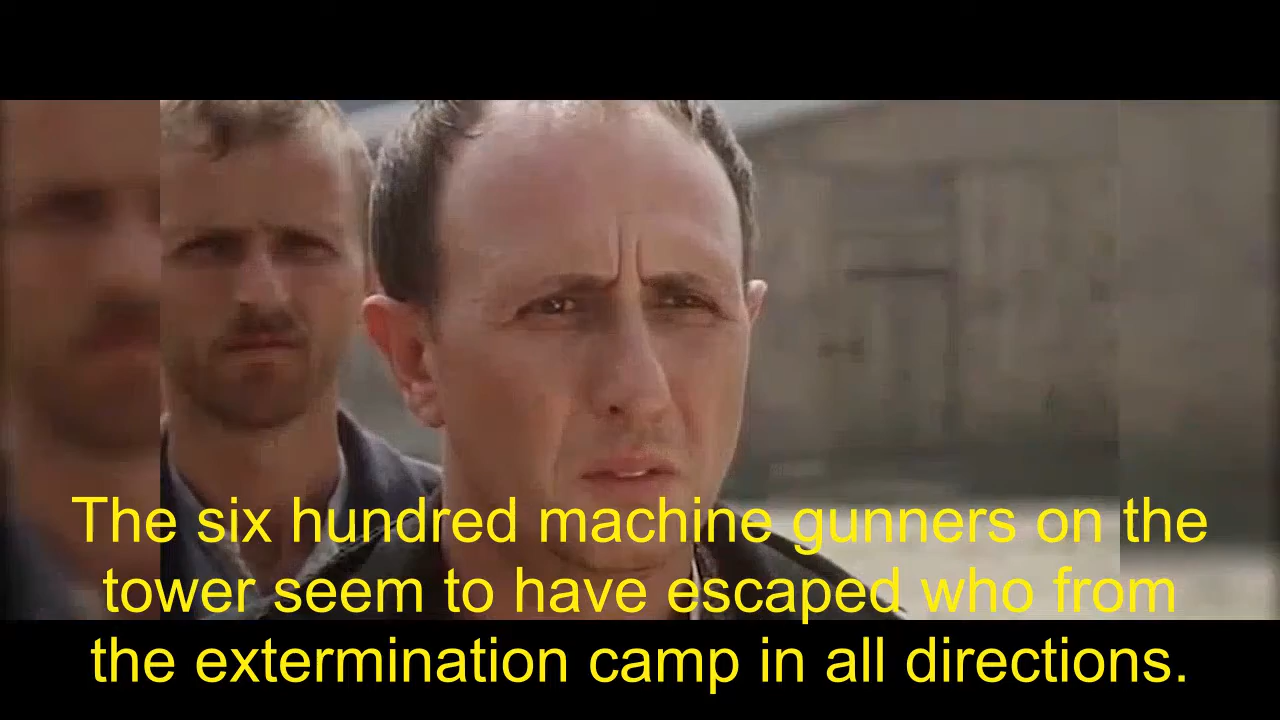 The six hundred machine gunners on the
tower seem to have escaped who from
the extermination camp in all directions.